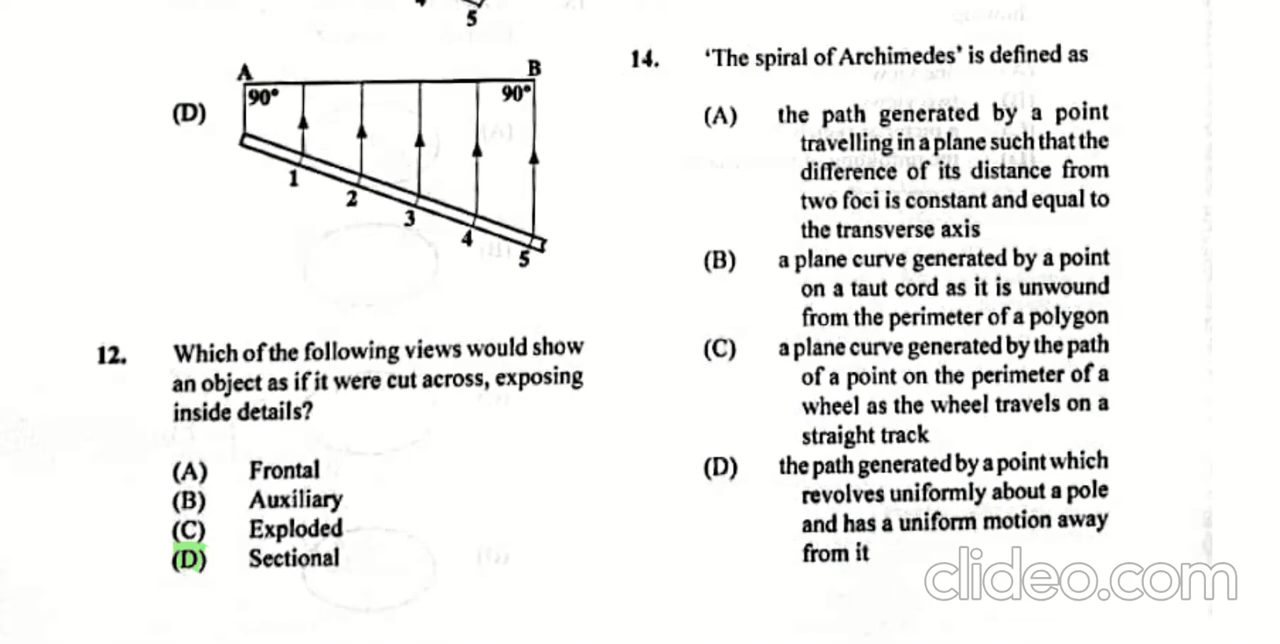 5
A
B
90°
90°
(D)
1
2
3
4
5
12. Which of the following views would show
an object as if it were cut across, exposing
inside details?
(A) Frontal
(B) Auxiliary
(C) Exploded
(D) Sectional
14. ‘The spiral of Archimedes’ is defined as
(A) the path generated by a point
travelling in a plane such that the
difference of its distance from
two foci is constant and equal to
the transverse axis
(B) a plane curve generated by a point
on a taut cord as it is unwound
from the perimeter of a polygon
(C) a plane curve generated by the path
of a point on the perimeter of a
wheel as the wheel travels on a
straight track
(D) the path generated by a point which
revolves uniformly about a pole
and has a uniform motion away
from it
clideo.com